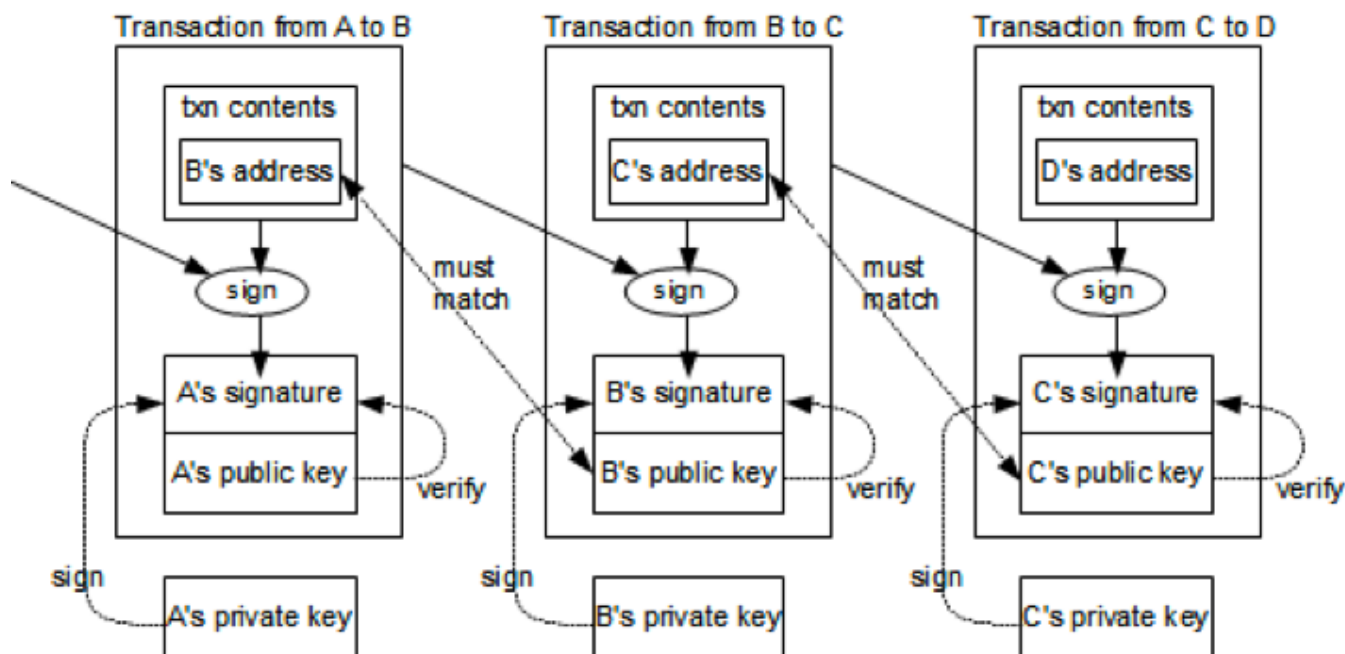 Transaction from A to B
txn contents
B's address
sign
A's signature
A's public key
verify
sign
A's private key
must
match
Transaction from B to C
txn contents
C's address
sign
B's signature
B's public key
verify
sign
B's private key
must
match
Transaction from C to D
txn contents
D's address
sign
C's signature
C's public key
verify
sign
C's private key